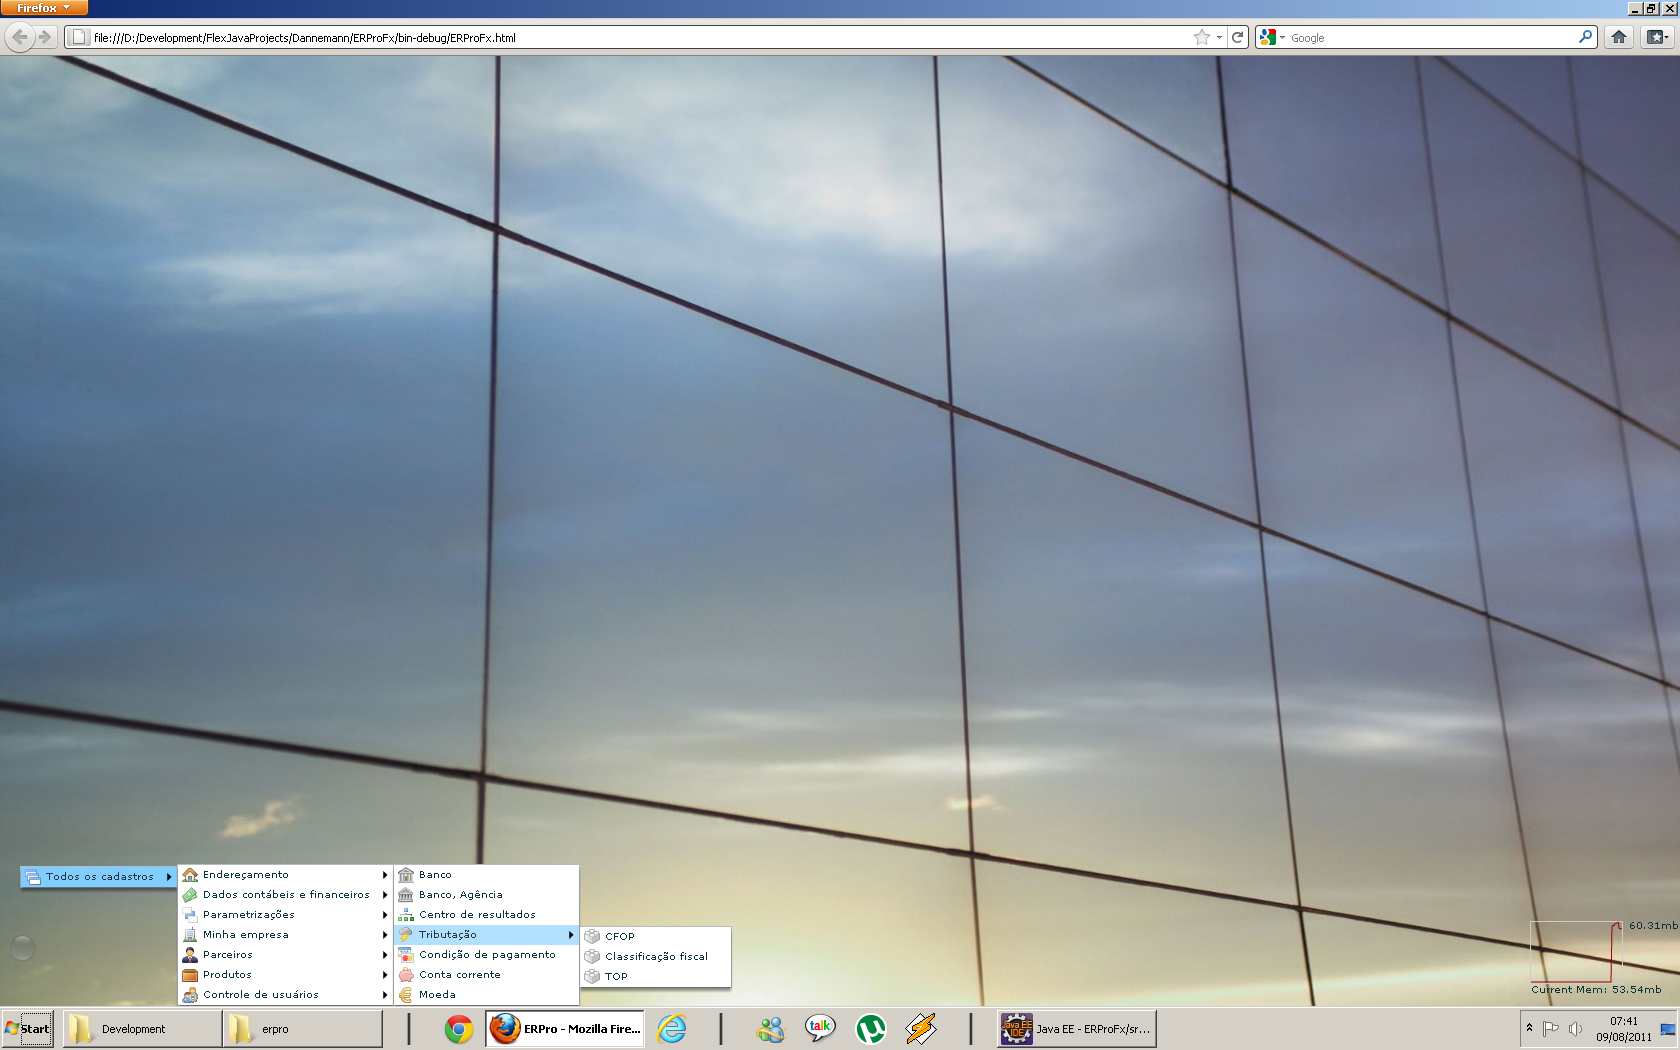 Firefox
file:///D:/Development/FlexJavaProjects/Dannemann/ERProFx/bin-debug/ERProFx.html
Google
Todos os cadastros
Endereçamento
Dados contábeis e financeiros
Parametrizações
Minha empresa
Parceiros
Produtos
Controle de usuários
Banco
Banco, Agência
Centro de resultados
Tributação
Condição de pagamento
Conta corrente
Moeda
CFOP
Classificação fiscal
TOP
60.31mb
Current Mem: 53.54mb
Start
Development
erpro
ERPro - Mozilla Fire...
talk
Java EE
IDE
Java EE - ERProFx/sr...
07:41
09/08/2011